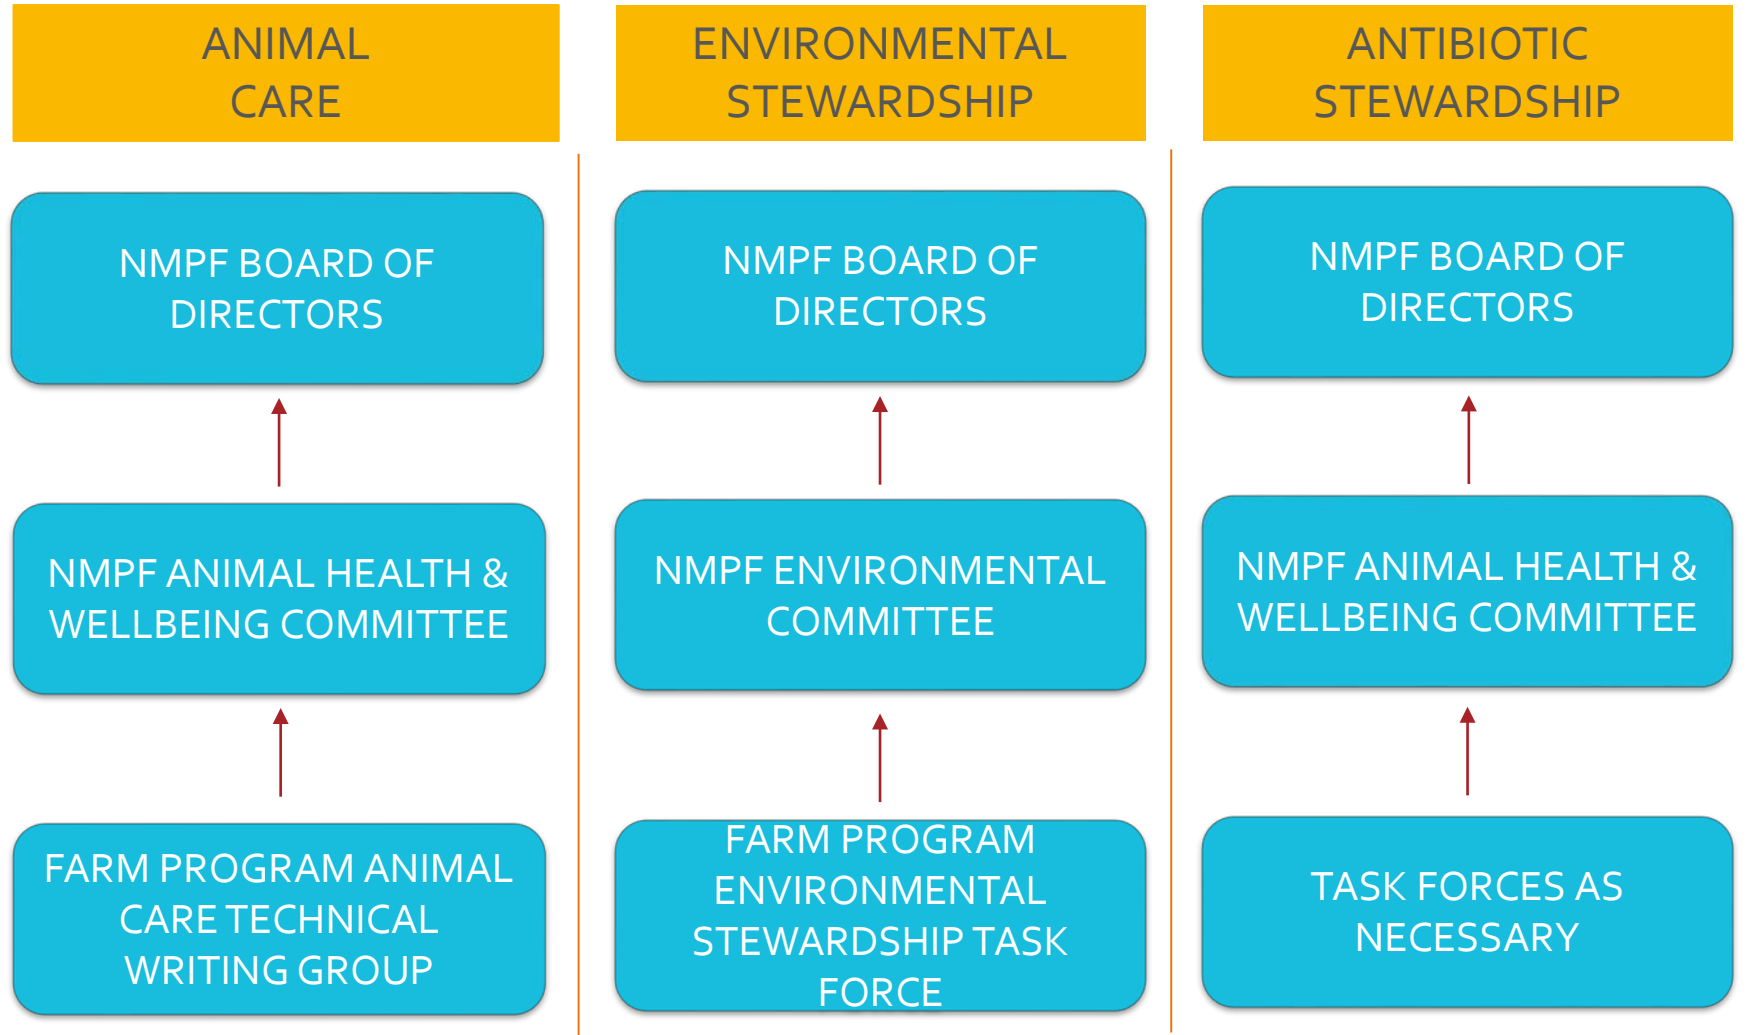 ANIMAL
CARE
NMPF BOARD OF
DIRECTORS
NMPF ANIMAL HEALTH &
WELLBEING COMMITTEE
FARM PROGRAM ANIMAL
CARE TECHNICAL
WRITING GROUP
ENVIRONMENTAL
STEWARDSHIP
NMPF BOARD OF
DIRECTORS
NMPF ENVIRONMENTAL
COMMITTEE
FARM PROGRAM
ENVIRONMENTAL
STEWARDSHIP TASK
FORCE
ANTIBIOTIC
STEWARDSHIP
NMPF BOARD OF
DIRECTORS
NMPF ANIMAL HEALTH &
WELLBEING COMMITTEE
TASK FORCES AS
NECESSARY